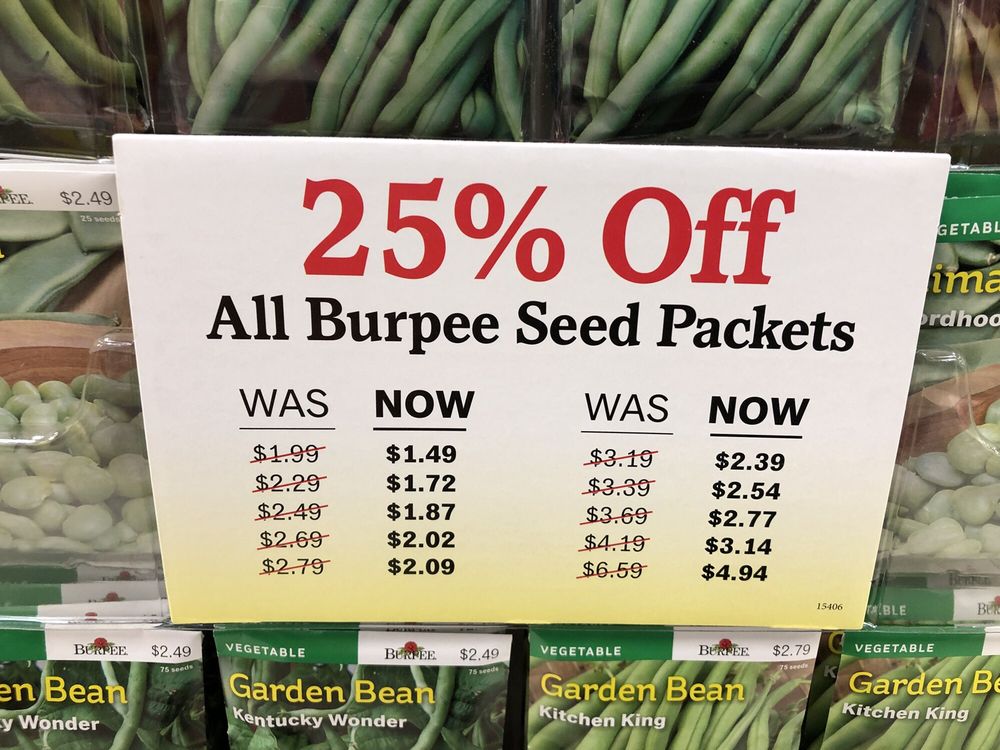 25% Off
All Burpee Seed Packets
WAS NOW
$1.99 $1.49
$2.29 $1.72
$2.49 $1.87
$2.69 $2.02
$2.79 $2.09
WAS NOW
$3.19 $2.39
$3.39 $2.54
$3.69 $2.77
$4.19 $3.14
$6.59 $4.94
15406
$2.49
25 seeds
BURPEE $2.49
75 seeds
en Bean
y Wonder
VEGETABLE BURPEE $2.49
75 seeds
Garden Bean
Kentucky Wonder
VEGETABLE BURPEE $2.79
75 seeds
Garden Bean
Kitchen King
VEGETABLE
Garden Be
Kitchen King